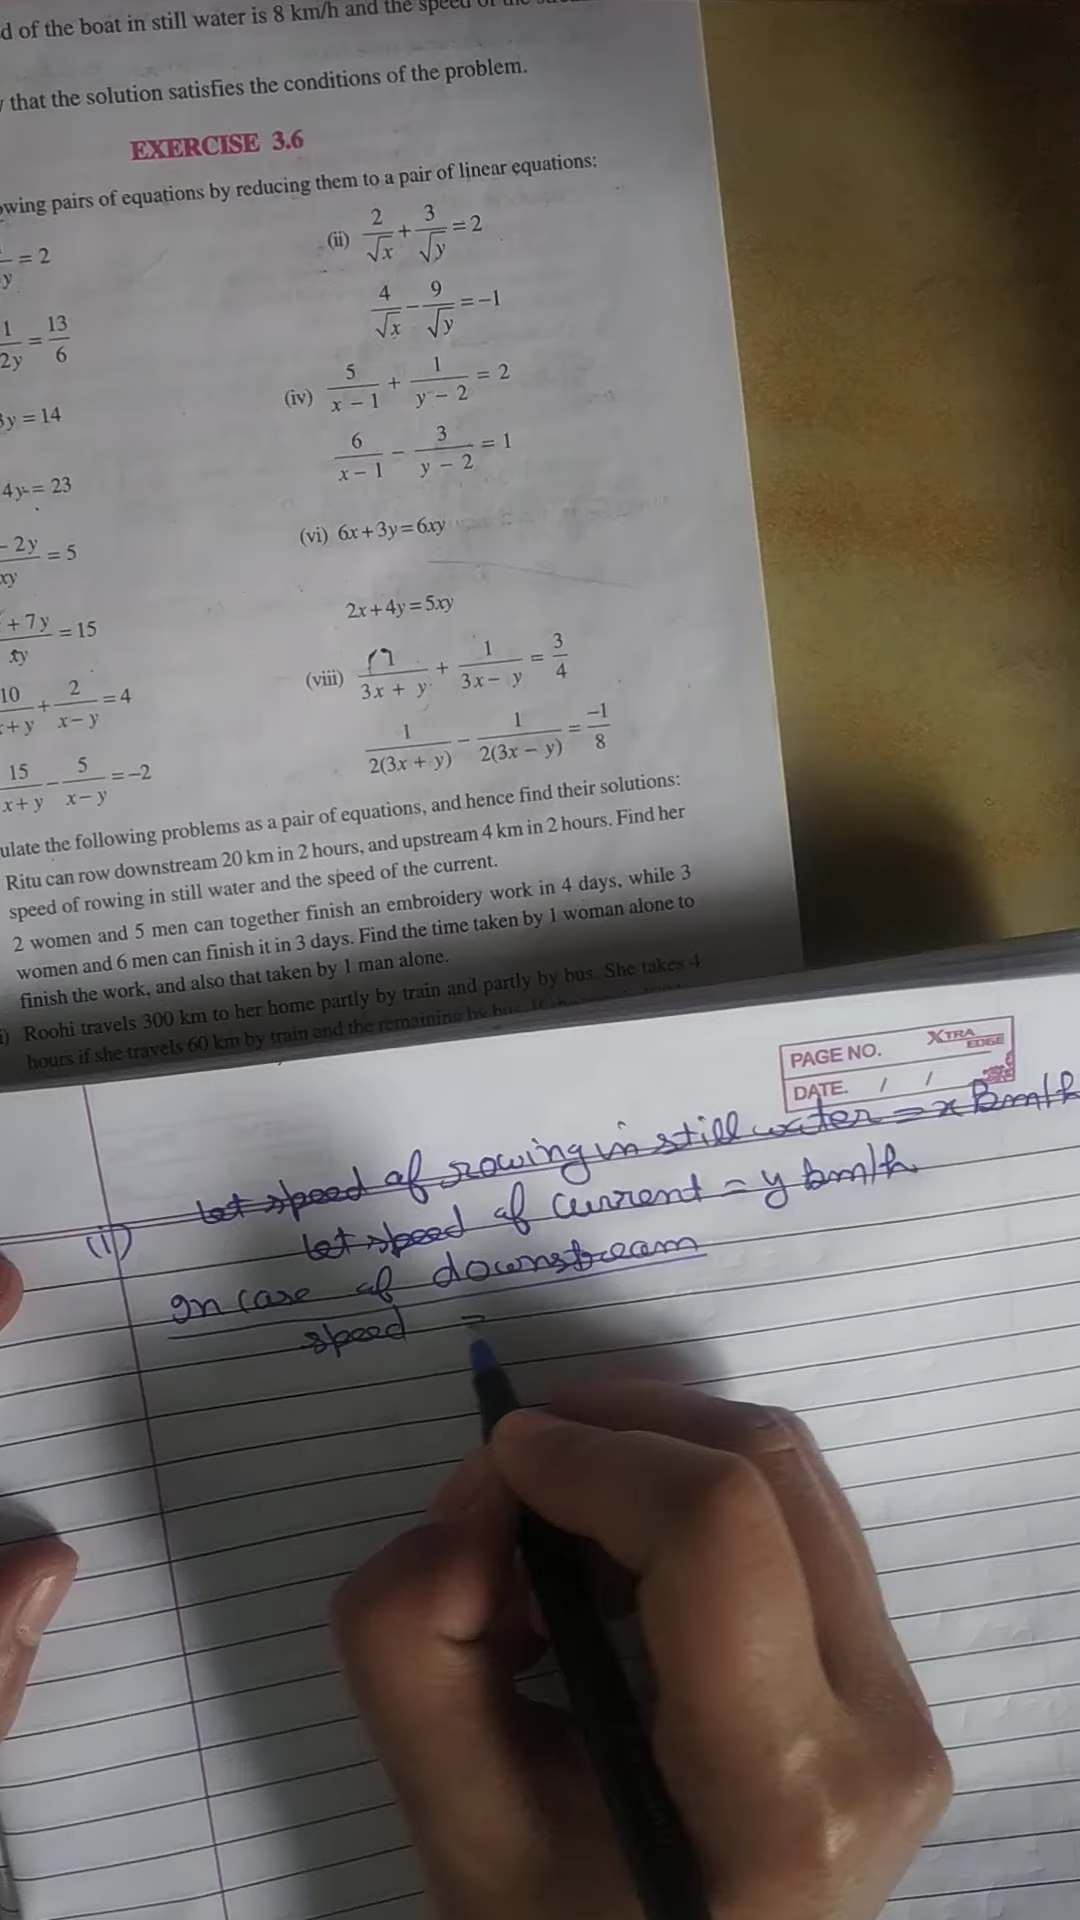 d of the boat in still water is 8 km/h and the speed of the
that the solution satisfies the conditions of the problem.
EXERCISE 3.6
owing pairs of equations by reducing them to a pair of linear equations:
y = 2
(ii) 2/√x + 3/√y = 2
1/2y = 13/6
4/√x - 9/√y = -1
3y = 14
(iv) 5/(x - 1) + 1/(y - 2) = 2
4y = 23
6/(x - 1) - 3/(y - 2) = 1
- 2y/xy = 5
(vi) 6x + 3y = 6xy
+ 7y/xy = 15
2x + 4y = 5xy
10/x + y + 2/(x - y) = 4
(viii) 1/(3x + y) + 1/(3x - y) = 3/4
15/(x + y) - 5/(x - y) = -2
1/2(3x + y) - 1/2(3x - y) = -1/8
ulate the following problems as a pair of equations, and hence find their solutions:
Ritu can row downstream 20 km in 2 hours, and upstream 4 km in 2 hours. Find her
speed of rowing in still water and the speed of the current.
2 women and 5 men can together finish an embroidery work in 4 days, while 3
women and 6 men can finish it in 3 days. Find the time taken by 1 woman alone to
finish the work, and also that taken by 1 man alone.
i) Roohi travels 300 km to her home partly by train and partly by bus. She takes 4
hours if she travels 60 km by train and the remaining by bus. If she
PAGE NO.
XTRA EDGE
DATE. / /
(i) let speed of rowing in still water = x km/h
let speed of current = y km/h
In case of downstream
speed =